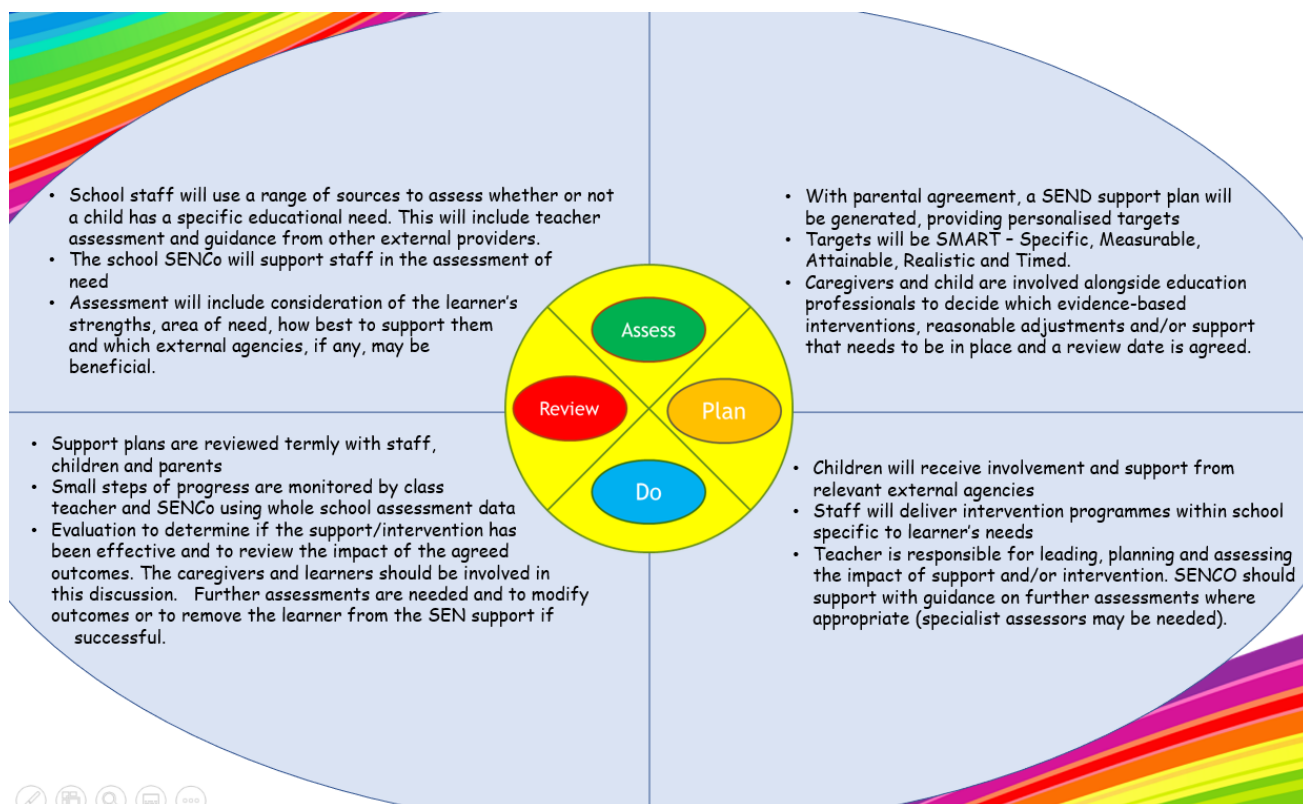 • School staff will use a range of sources to assess whether or not
a child has a specific educational need. This will include teacher
assessment and guidance from other external providers.
• The school SENCo will support staff in the assessment of
need
• Assessment will include consideration of the learner's
strengths, area of need, how best to support them
and which external agencies, if any, may be
beneficial.
• With parental agreement, a SEND support plan will
be generated, providing personalised targets
• Targets will be SMART – Specific, Measurable,
Attainable, Realistic and Timed.
• Caregivers and child are involved alongside education
professionals to decide which evidence-based
interventions, reasonable adjustments and/or support
that needs to be in place and a review date is agreed.
Assess
Review
Plan
Do
• Support plans are reviewed termly with staff,
children and parents
• Small steps of progress are monitored by class
teacher and SENCo using whole school assessment data
• Evaluation to determine if the support/intervention has
been effective and to review the impact of the agreed
outcomes. The caregivers and learners should be involved in
this discussion. Further assessments are needed and to modify
outcomes or to remove the learner from the SEN support if
successful.
• Children will receive involvement and support from
relevant external agencies
• Staff will deliver intervention programmes within school
specific to learner's needs
• Teacher is responsible for leading, planning and assessing
the impact of support and/or intervention. SENCO should
support with guidance on further assessments where
appropriate (specialist assessors may be needed).